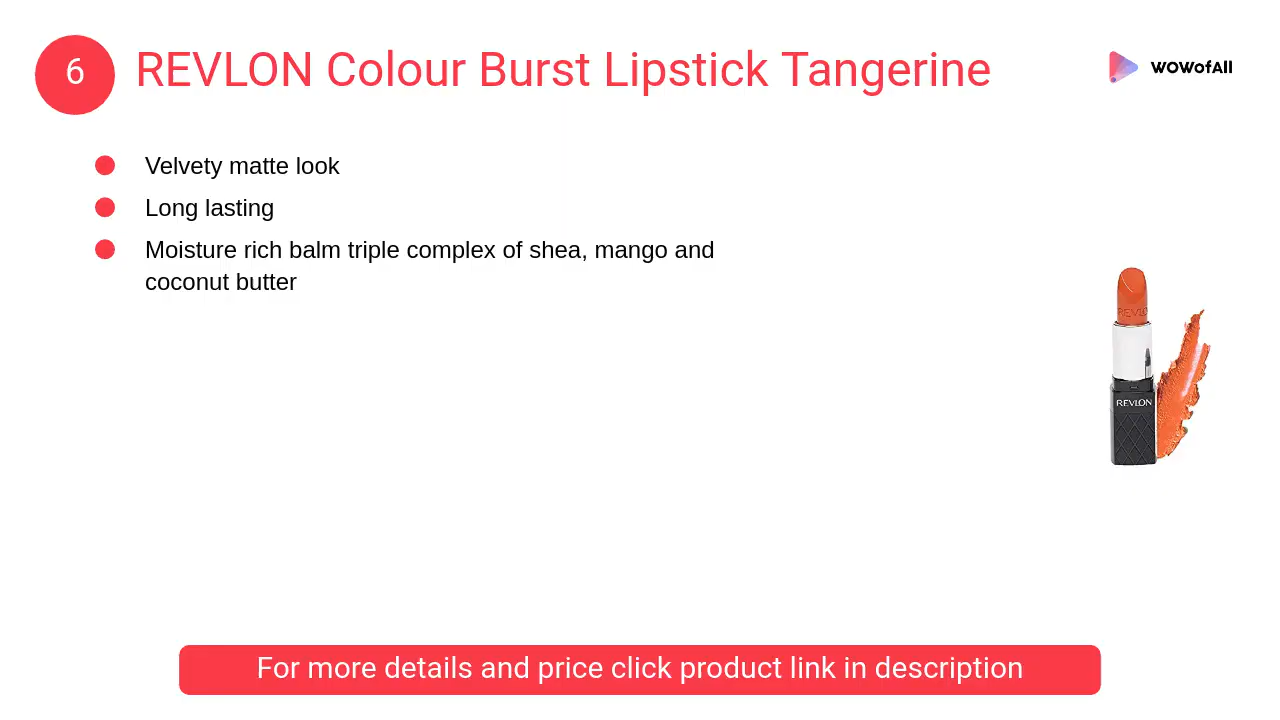 6
REVLON Colour Burst Lipstick Tangerine
WOWofAll
Velvety matte look
Long lasting
Moisture rich balm triple complex of shea, mango and
coconut butter
REVLON
For more details and price click product link in description